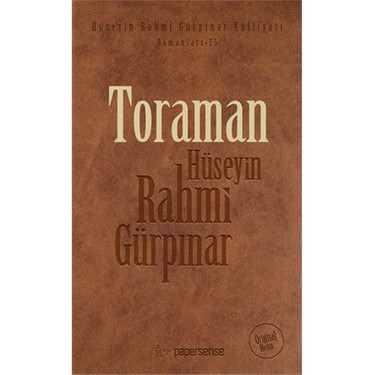 Hüseyin Rahmi Gürpınar Külliyatı
Romanları-15
Toraman
Hüseyin
Rahmi
Gürpınar
Orijinal
Metin
papersense